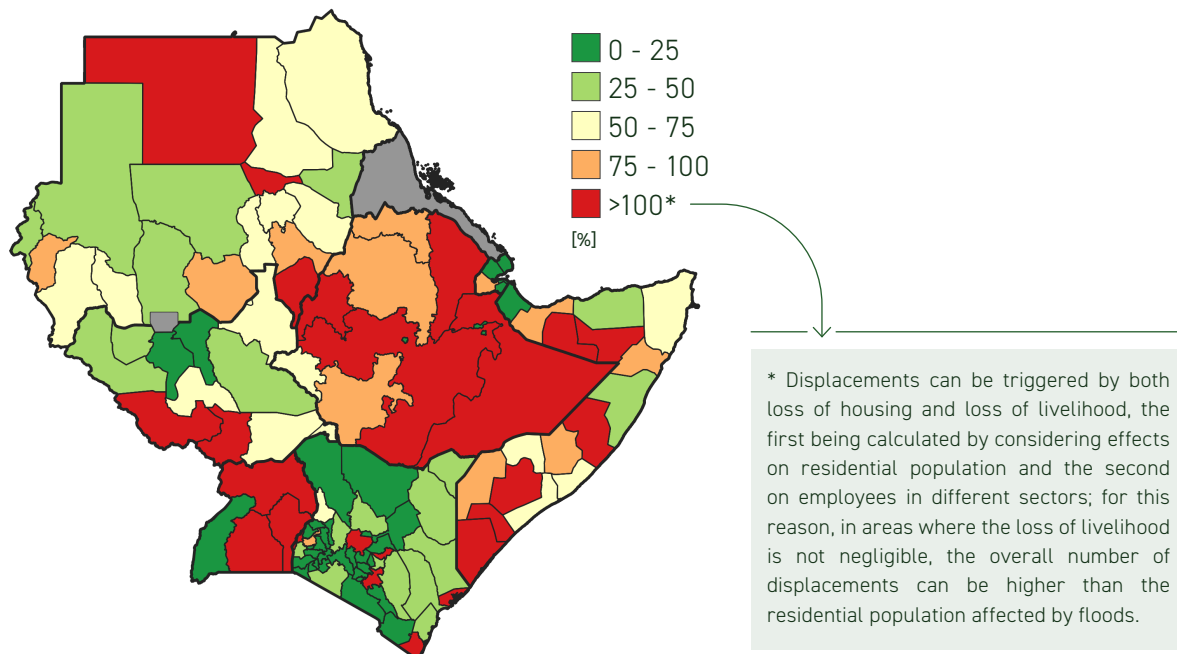 0 - 25
25 - 50
50 - 75
75 - 100
>100*
[%]
* Displacements can be triggered by both
loss of housing and loss of livelihood, the
first being calculated by considering effects
on residential population and the second
on employees in different sectors; for this
reason, in areas where the loss of livelihood
is not negligible, the overall number of
displacements can be higher than the
residential population affected by floods.